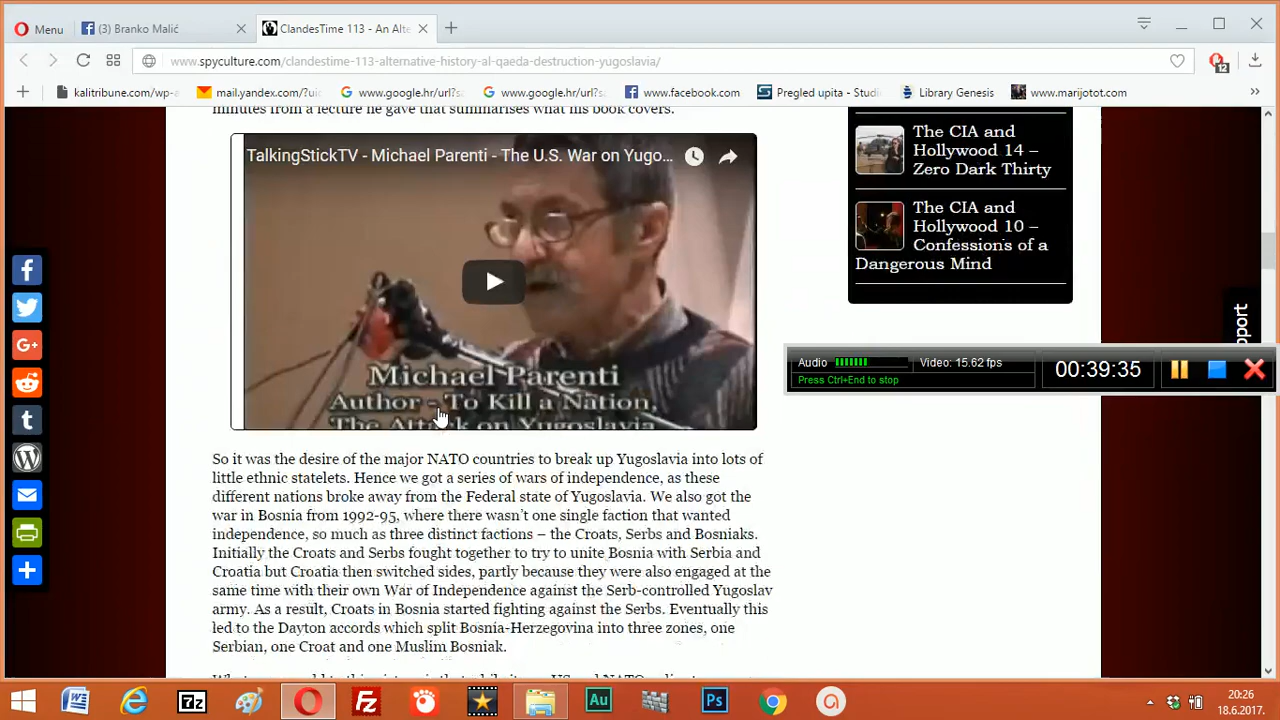 Menu
(3) Branko Malić
ClandesTime 113 - An Alte
www.spyculture.com/clandestime-113-alternative-history-al-qaeda-destruction-yugoslavia/
12
kalitribune.com/wp-
mail.yandex.com/?uic
www.google.hr/url?sa
www.google.hr/url?sa
www.facebook.com
Pregled upita - Studi
Library Genesis
www.marijotot.com
minutes from a lecture he gave that summarises what his book covers.
TalkingStickTV - Michael Parenti - The U.S. War on Yugo...
Michael Parenti
Author - To Kill a Nation,
The Attack on Yugoslavia
The CIA and
Hollywood 14 –
Zero Dark Thirty
The CIA and
Hollywood 10 –
Confessions of a
Dangerous Mind
pport
Audio
Video: 15.62 fps
Press Ctrl+End to stop
00:39:35
So it was the desire of the major NATO countries to break up Yugoslavia into lots of
little ethnic statelets. Hence we got a series of wars of independence, as these
different nations broke away from the Federal state of Yugoslavia. We also got the
war in Bosnia from 1992-95, where there wasn't one single faction that wanted
independence, so much as three distinct factions – the Croats, Serbs and Bosniaks.
Initially the Croats and Serbs fought together to try to unite Bosnia with Serbia and
Croatia but Croatia then switched sides, partly because they were also engaged at the
same time with their own War of Independence against the Serb-controlled Yugoslav
army. As a result, Croats in Bosnia started fighting against the Serbs. Eventually this
led to the Dayton accords which split Bosnia-Herzegovina into three zones, one
Serbian, one Croat and one Muslim Bosniak.
20:26
18.6.2017.